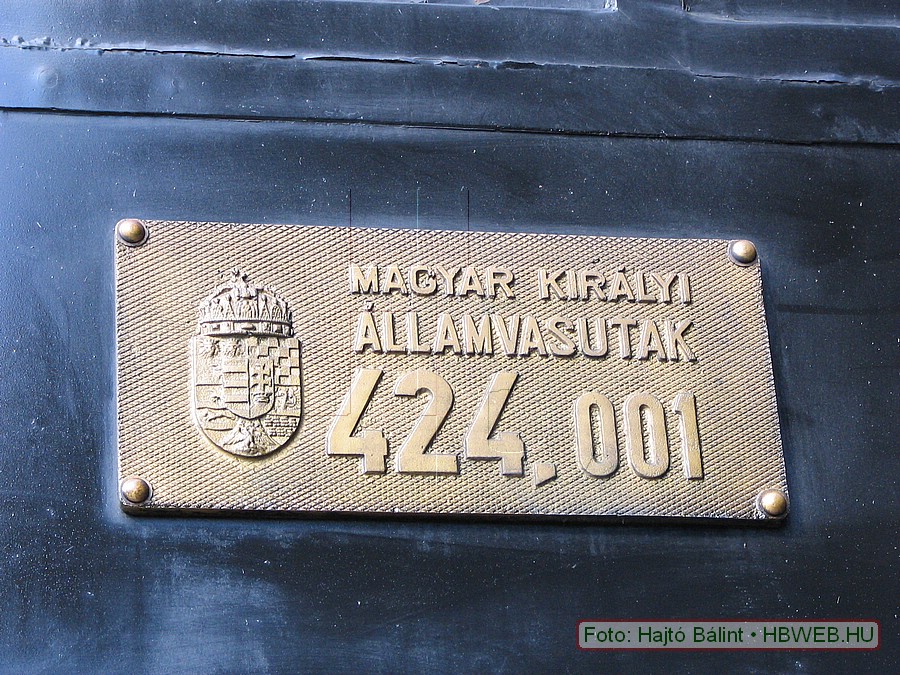 MAGYAR KIRÁLYI
ÁLLAMVASUTAK
424,001
Foto: Hajtó Bálint • HBWEB.HU